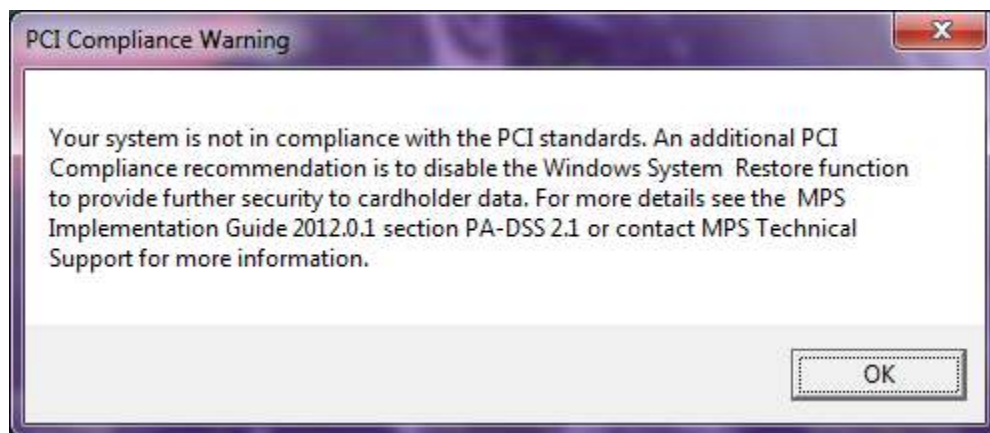 PCI Compliance Warning
Your system is not in compliance with the PCI standards. An additional PCI
Compliance recommendation is to disable the Windows System  Restore function
to provide further security to cardholder data. For more details see the  MPS
Implementation Guide 2012.0.1 section PA-DSS 2.1 or contact MPS Technical
Support for more information.
OK